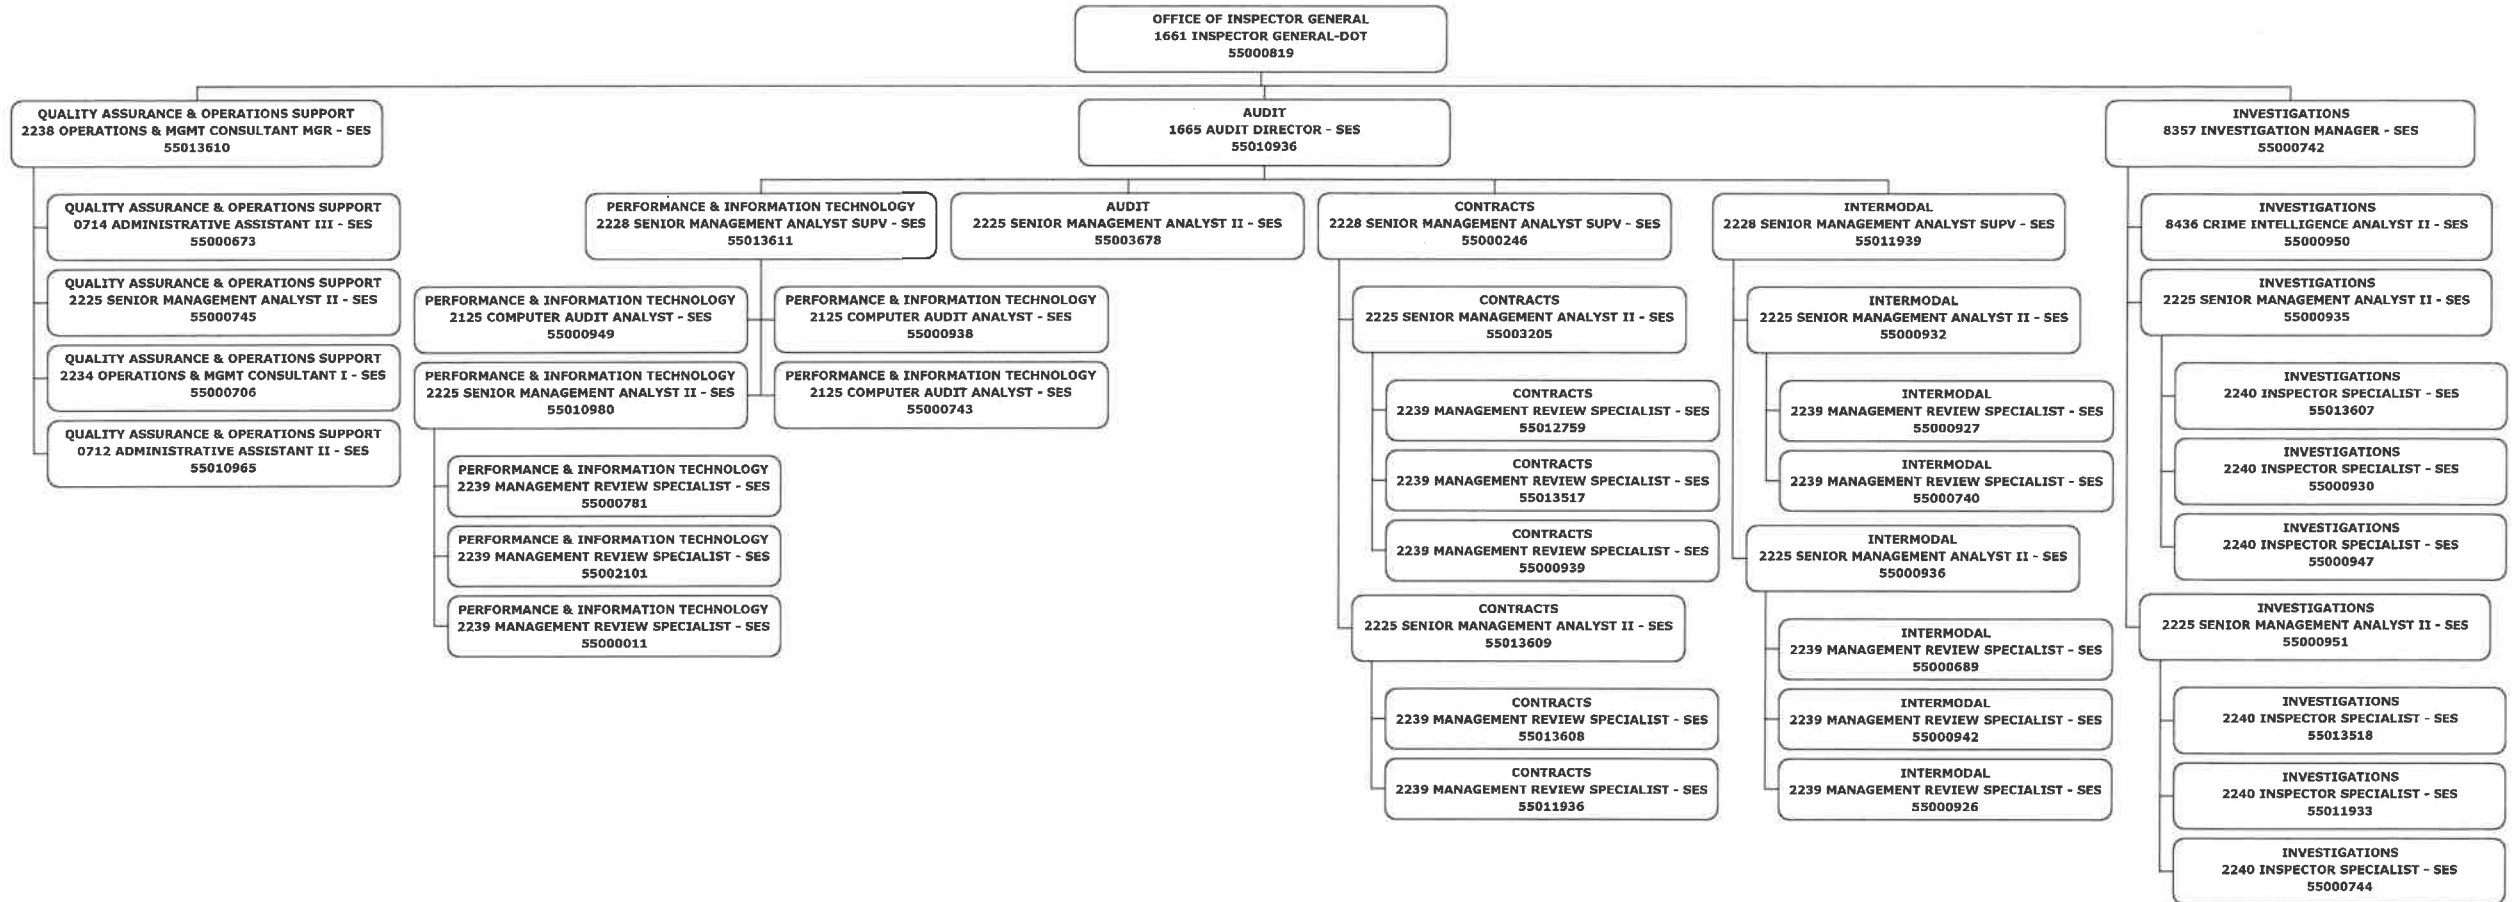 OFFICE OF INSPECTOR GENERAL
1661 INSPECTOR GENERAL-DOT
55000819
QUALITY ASSURANCE & OPERATIONS SUPPORT
2238 OPERATIONS & MGMT CONSULTANT MGR - SES
55013610
QUALITY ASSURANCE & OPERATIONS SUPPORT
0714 ADMINISTRATIVE ASSISTANT III - SES
55000673
QUALITY ASSURANCE & OPERATIONS SUPPORT
2225 SENIOR MANAGEMENT ANALYST II - SES
55000745
QUALITY ASSURANCE & OPERATIONS SUPPORT
2234 OPERATIONS & MGMT CONSULTANT I - SES
55000706
QUALITY ASSURANCE & OPERATIONS SUPPORT
0712 ADMINISTRATIVE ASSISTANT II - SES
55010965
AUDIT
1665 AUDIT DIRECTOR - SES
55010936
PERFORMANCE & INFORMATION TECHNOLOGY
2228 SENIOR MANAGEMENT ANALYST SUPV - SES
55013611
PERFORMANCE & INFORMATION TECHNOLOGY
2125 COMPUTER AUDIT ANALYST - SES
55000949
PERFORMANCE & INFORMATION TECHNOLOGY
2125 COMPUTER AUDIT ANALYST - SES
55000938
PERFORMANCE & INFORMATION TECHNOLOGY
2225 SENIOR MANAGEMENT ANALYST II - SES
55010980
PERFORMANCE & INFORMATION TECHNOLOGY
2125 COMPUTER AUDIT ANALYST - SES
55000743
PERFORMANCE & INFORMATION TECHNOLOGY
2239 MANAGEMENT REVIEW SPECIALIST - SES
55000781
PERFORMANCE & INFORMATION TECHNOLOGY
2239 MANAGEMENT REVIEW SPECIALIST - SES
55002101
PERFORMANCE & INFORMATION TECHNOLOGY
2239 MANAGEMENT REVIEW SPECIALIST - SES
55000011
AUDIT
2225 SENIOR MANAGEMENT ANALYST II - SES
55003678
CONTRACTS
2228 SENIOR MANAGEMENT ANALYST SUPV - SES
55000246
CONTRACTS
2225 SENIOR MANAGEMENT ANALYST II - SES
55003205
CONTRACTS
2239 MANAGEMENT REVIEW SPECIALIST - SES
55012759
CONTRACTS
2239 MANAGEMENT REVIEW SPECIALIST - SES
55013517
CONTRACTS
2239 MANAGEMENT REVIEW SPECIALIST - SES
55000939
CONTRACTS
2225 SENIOR MANAGEMENT ANALYST II - SES
55013609
CONTRACTS
2239 MANAGEMENT REVIEW SPECIALIST - SES
55013608
CONTRACTS
2239 MANAGEMENT REVIEW SPECIALIST - SES
55011936
INTERMODAL
2228 SENIOR MANAGEMENT ANALYST SUPV - SES
55011939
INTERMODAL
2225 SENIOR MANAGEMENT ANALYST II - SES
55000932
INTERMODAL
2239 MANAGEMENT REVIEW SPECIALIST - SES
55000927
INTERMODAL
2239 MANAGEMENT REVIEW SPECIALIST - SES
55000740
INTERMODAL
2225 SENIOR MANAGEMENT ANALYST II - SES
55000936
INTERMODAL
2239 MANAGEMENT REVIEW SPECIALIST - SES
55000689
INTERMODAL
2239 MANAGEMENT REVIEW SPECIALIST - SES
55000942
INTERMODAL
2239 MANAGEMENT REVIEW SPECIALIST - SES
55000926
INVESTIGATIONS
8357 INVESTIGATION MANAGER - SES
55000742
INVESTIGATIONS
8436 CRIME INTELLIGENCE ANALYST II - SES
55000950
INVESTIGATIONS
2225 SENIOR MANAGEMENT ANALYST II - SES
55000935
INVESTIGATIONS
2240 INSPECTOR SPECIALIST - SES
55013607
INVESTIGATIONS
2240 INSPECTOR SPECIALIST - SES
55000930
INVESTIGATIONS
2240 INSPECTOR SPECIALIST - SES
55000947
INVESTIGATIONS
2225 SENIOR MANAGEMENT ANALYST II - SES
55000951
INVESTIGATIONS
2240 INSPECTOR SPECIALIST - SES
55013518
INVESTIGATIONS
2240 INSPECTOR SPECIALIST - SES
55011933
INVESTIGATIONS
2240 INSPECTOR SPECIALIST - SES
55000744